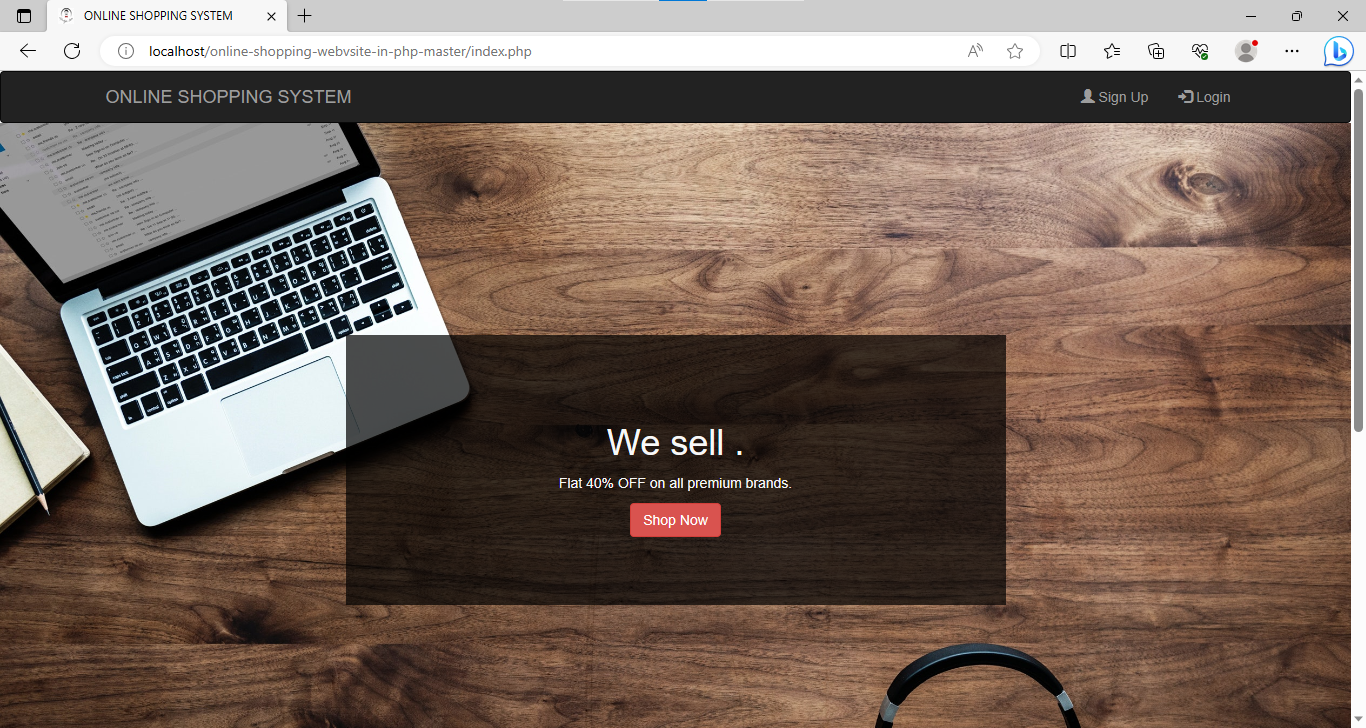 ONLINE SHOPPING SYSTEM
localhost/online-shopping-webvsite-in-php-master/index.php
ONLINE SHOPPING SYSTEM
Sign Up
Login
We sell .
Flat 40% OFF on all premium brands.
Shop Now